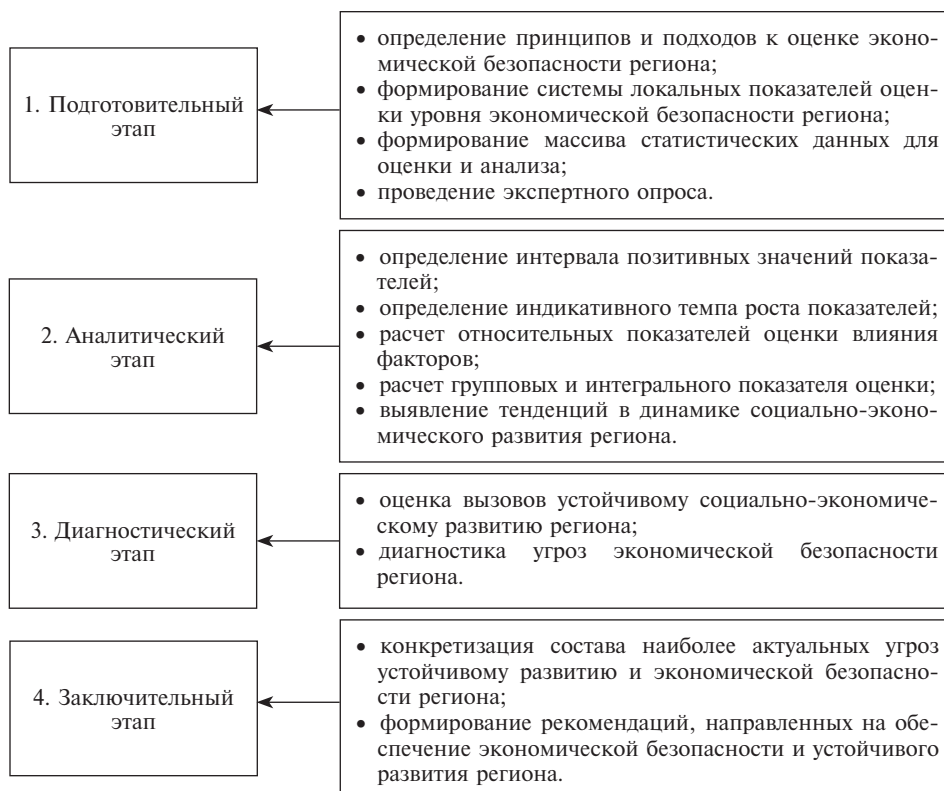 1. Подготовительный
этап
• определение принципов и подходов к оценке эконо-
мической безопасности региона;
• формирование системы локальных показателей оцен-
ки уровня экономической безопасности региона;
• формирование массива статистических данных для
оценки и анализа;
• проведение экспертного опроса.
2. Аналитический
этап
• определение интервала позитивных значений показа-
телей;
• определение индикативного темпа роста показателей;
• расчет относительных показателей оценки влияния
факторов;
• расчет групповых и интегрального показателя оценки;
• выявление тенденций в динамике социально-эконо-
мического развития региона.
3. Диагностический
этап
• оценка вызовов устойчивому социально-экономиче-
скому развитию региона;
• диагностика угроз экономической безопасности
региона.
4. Заключительный
этап
• конкретизация состава наиболее актуальных угроз
устойчивому развитию и экономической безопасно-
сти региона;
• формирование рекомендаций, направленных на обе-
спечение экономической безопасности и устойчивого
развития региона.